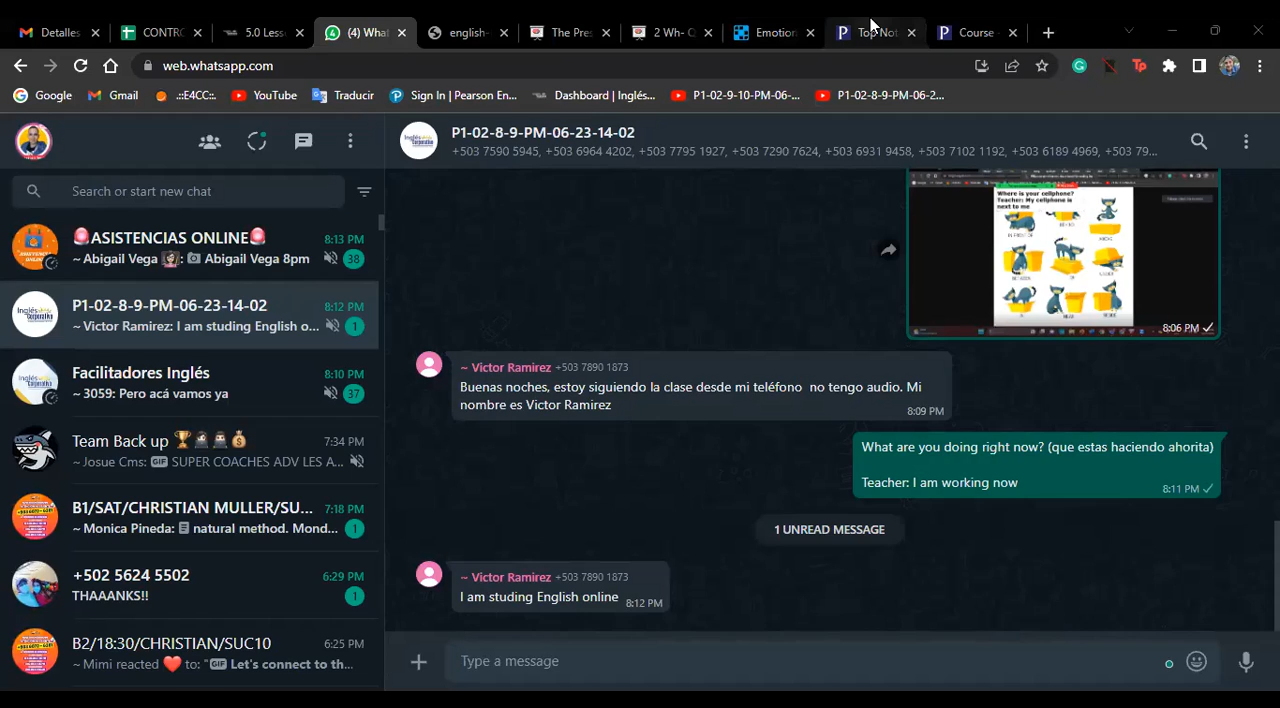 Detalles
CONTRO
5.0 Less
(4) What
english-
The Pres
2 Wh- Q
Emotion
Top Not
Course
web.whatsapp.com
Google
Gmail
.::E4CC::.
YouTube
Traducir
Sign In | Pearson En...
Dashboard | Inglés...
P1-02-9-10-PM-06-...
P1-02-8-9-PM-06-2...
P1-02-8-9-PM-06-23-14-02
+503 7590 5945, +503 6964 4202, +503 7795 1927, +503 7290 7624, +503 6931 9458, +503 7102 1192, +503 6189 4969, +503 79...
Search or start new chat
🚨ASISTENCIAS ONLINE🚨
8:13 PM
~ Abigail Vega 👩🏻: 📷 Abigail Vega 8pm
38
P1-02-8-9-PM-06-23-14-02
8:12 PM
~ Victor Ramirez: I am studing English o...
1
Facilitadores Inglés
8:10 PM
~ 3059: Pero acá vamos ya
37
Team Back up 🏆🥷🏻🥷🏻💰
7:34 PM
~ Josue Cms: GIF SUPER COACHES ADV LES A...
B1/SAT/CHRISTIAN MULLER/SU...
7:18 PM
~ Monica Pineda: natural method. Mond...
1
+502 5624 5502
6:29 PM
THAAANKS!!
1
B2/18:30/CHRISTIAN/SUC10
6:25 PM
~ Mimi reacted ❤️ to: "GIF Let's connect to th...
Where is your cellphone?
Teacher: My cellphone is
next to me
8:06 PM
~ Victor Ramirez +503 7890 1873
Buenas noches, estoy siguiendo la clase desde mi teléfono no tengo audio. Mi
nombre es Victor Ramirez
8:09 PM
What are you doing right now? (que estas haciendo ahorita)
Teacher: I am working now
8:11 PM
1 UNREAD MESSAGE
~ Victor Ramirez +503 7890 1873
I am studing English online
8:12 PM
Type a message